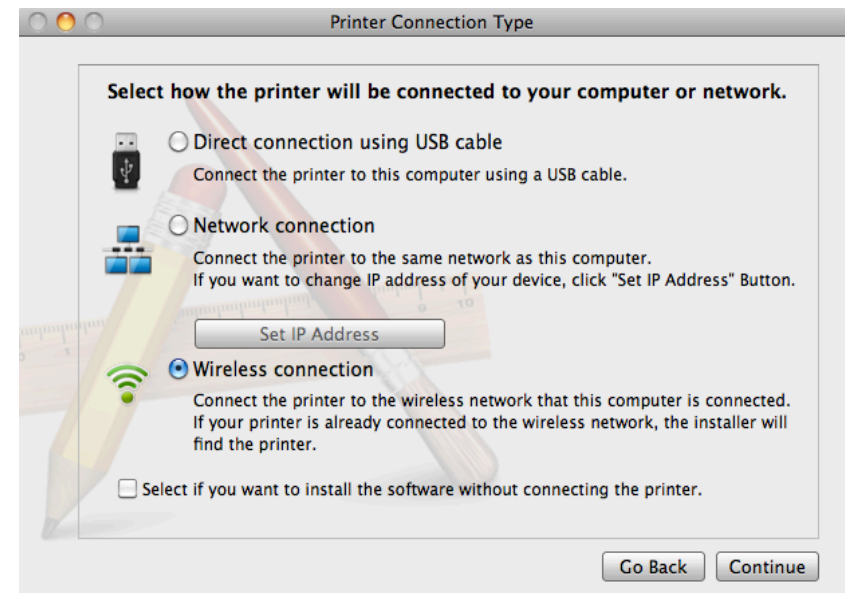 Printer Connection Type
Select how the printer will be connected to your computer or network.
Direct connection using USB cable
Connect the printer to this computer using a USB cable.
Network connection
Connect the printer to the same network as this computer.
If you want to change IP address of your device, click "Set IP Address" Button.
Set IP Address
Wireless connection
Connect the printer to the wireless network that this computer is connected.
If your printer is already connected to the wireless network, the installer will
find the printer.
Select if you want to install the software without connecting the printer.
Go Back
Continue